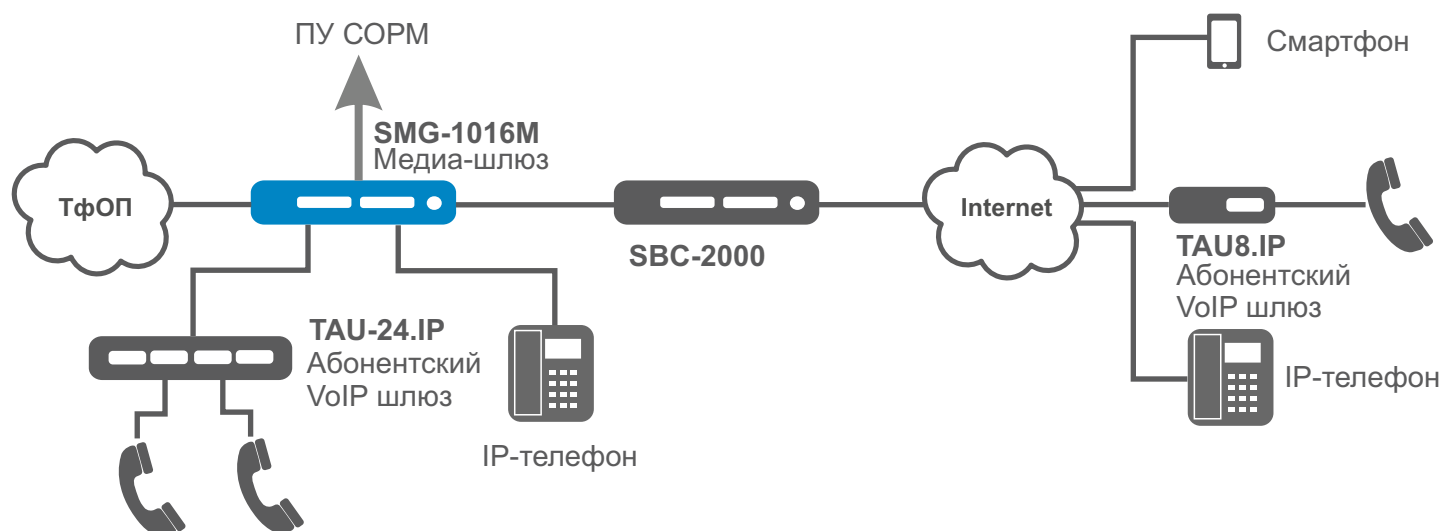 ПУ СОРМ
Смартфон
SMG-1016M
Медиа-шлюз
ТфОП
Internet
SBC-2000
TAU8.IP
Абонентский
VoIP шлюз
TAU-24.IP
Абонентский
VoIP шлюз
IP-телефон
IP-телефон